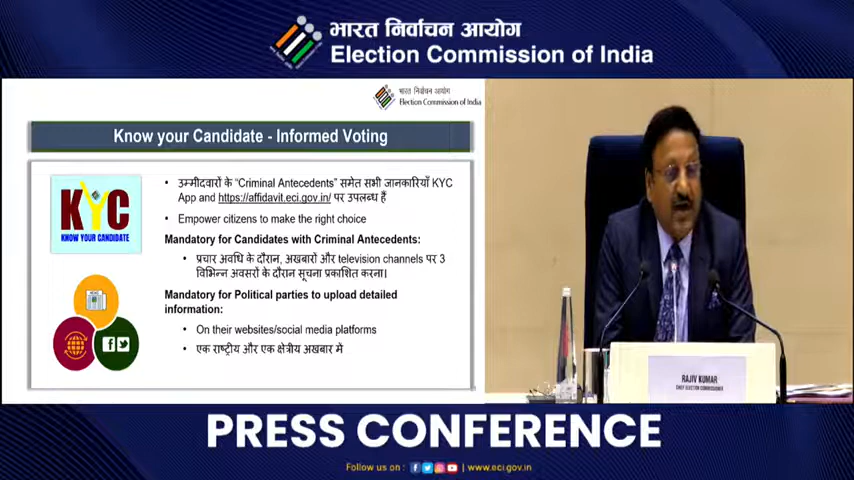 भारत निर्वाचन आयोग
Election Commission of India
भारत निर्वाचन आयोग
Election Commission of India
Know your Candidate - Informed Voting
KYC
KNOW YOUR CANDIDATE
• उम्मीदवारों के “Criminal Antecedents” समेत सभी जानकारियाँ KYC
App and https://affidavit.eci.gov.in/ पर उपलब्ध हैं
• Empower citizens to make the right choice
Mandatory for Candidates with Criminal Antecedents:
• प्रचार अवधि के दौरान, अखबारों और television channels पर 3
विभिन्न अवसरों के दौरान सूचना प्रकाशित करना।
Mandatory for Political parties to upload detailed
information:
• On their websites/social media platforms
• एक राष्ट्रीय और एक क्षेत्रीय अखबार में
NEWS
RAJIV KUMAR
CHIEF ELECTION COMMISSIONER
PRESS CONFERENCE
Follow us on : | www.eci.gov.in